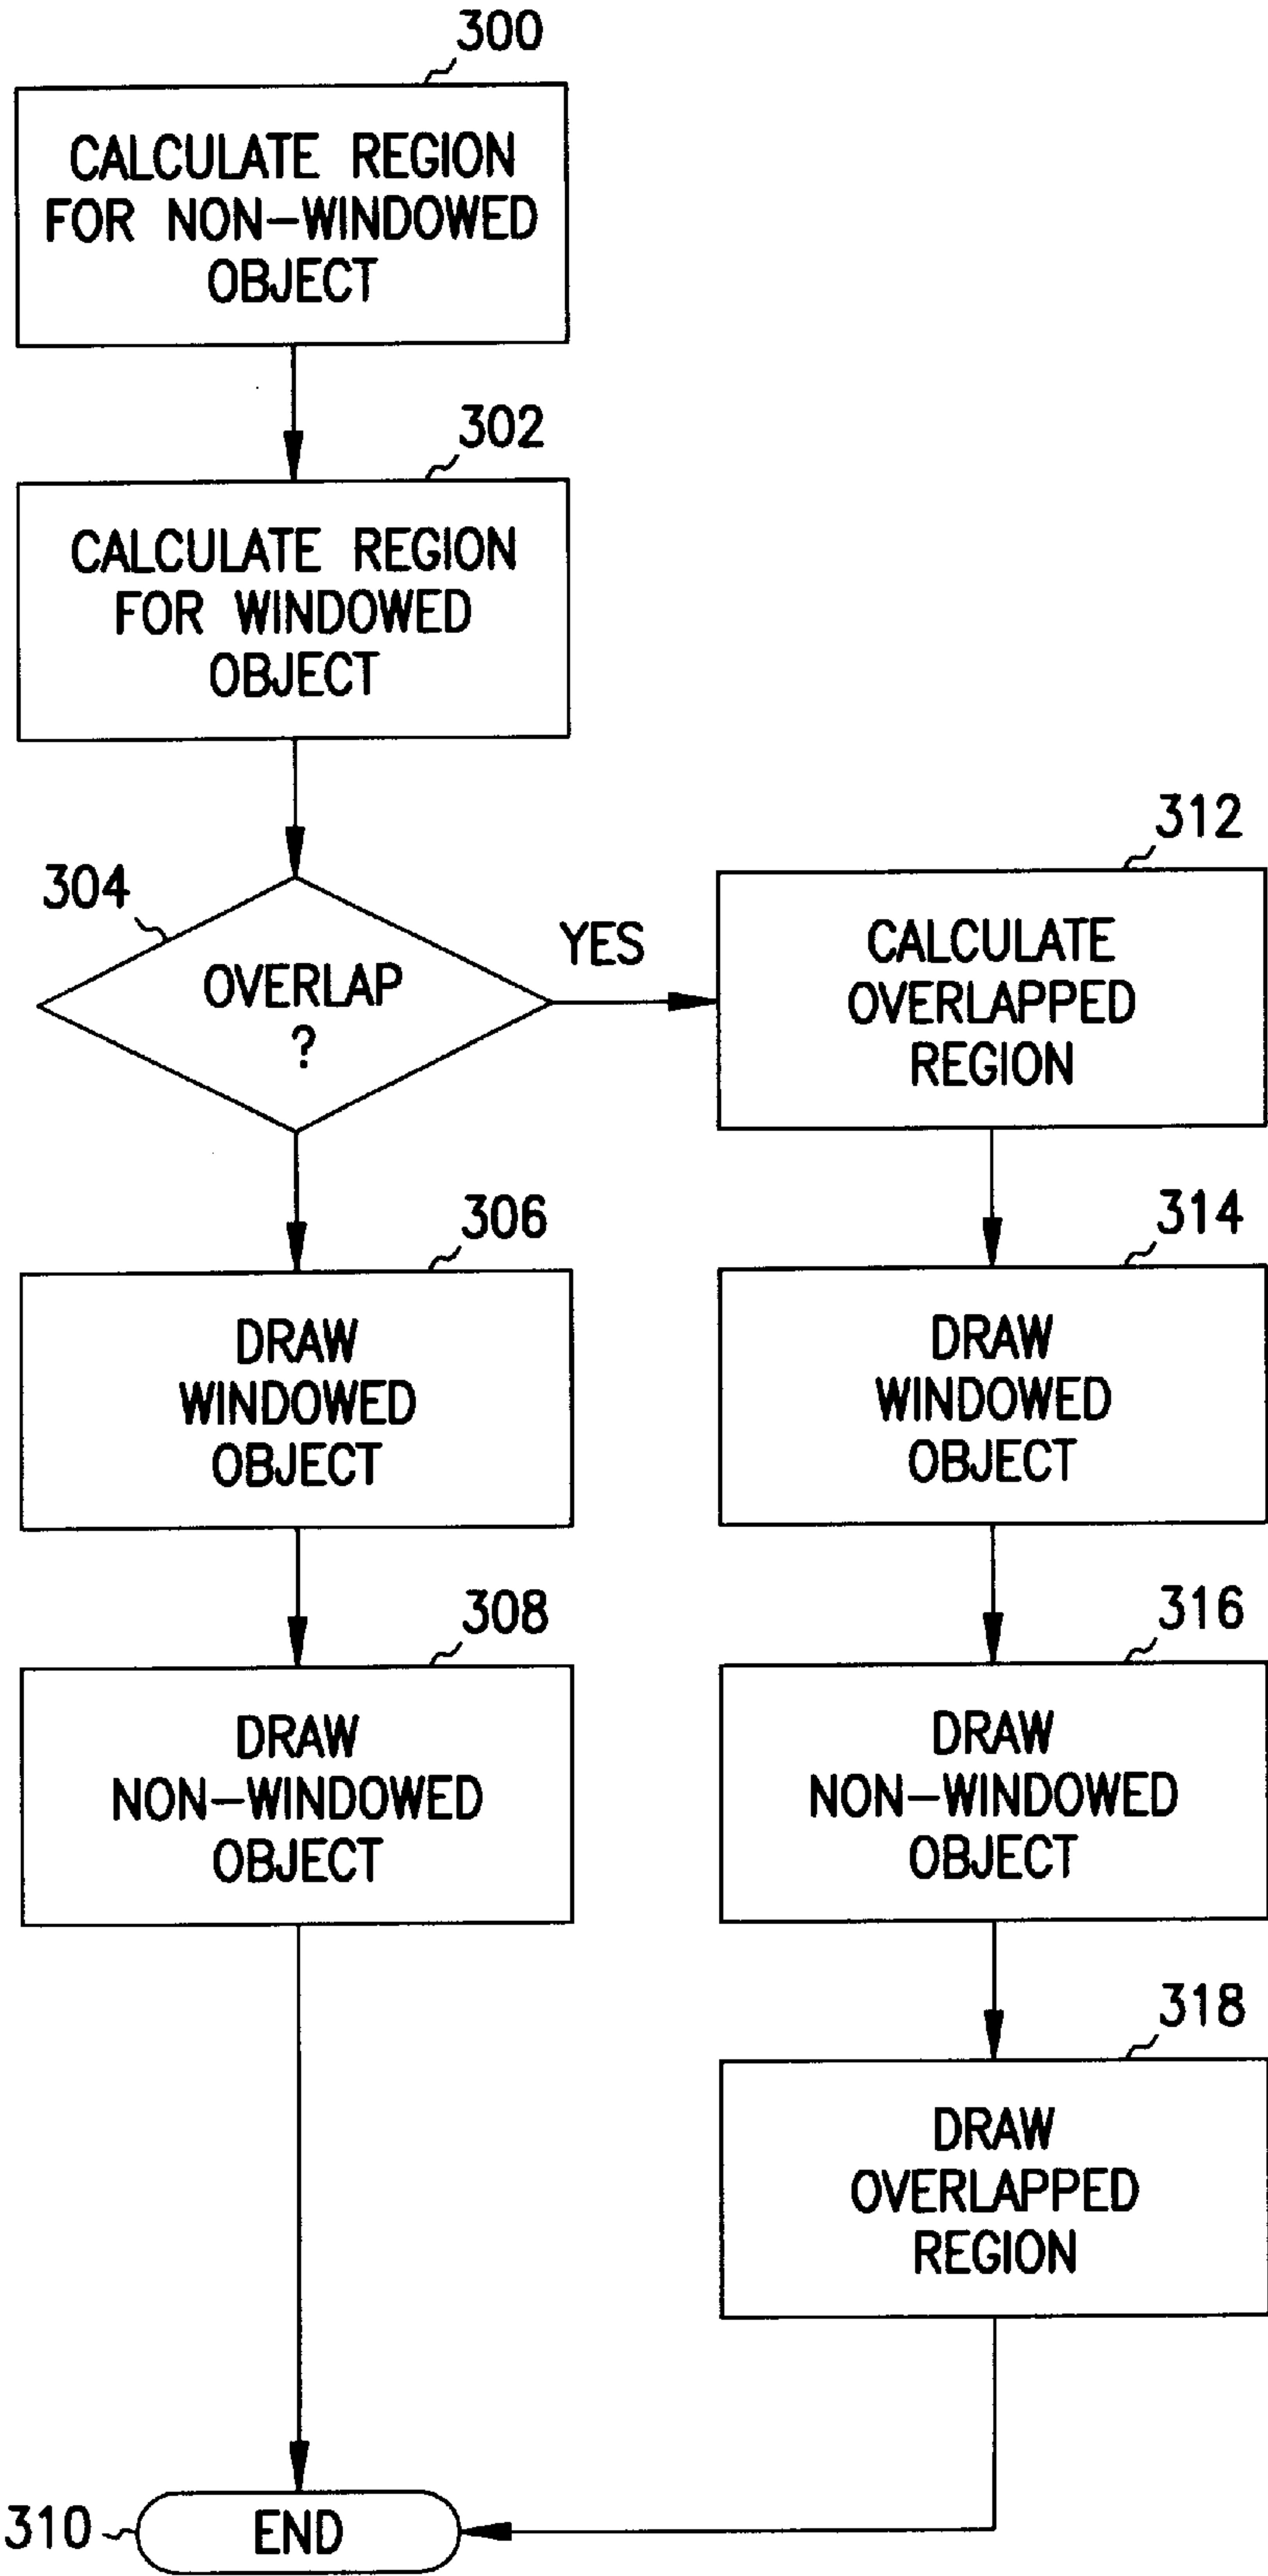 300
CALCULATE REGION
FOR NON-WINDOWED
OBJECT
302
CALCULATE REGION
FOR WINDOWED
OBJECT
304
OVERLAP
?
YES
306
DRAW
WINDOWED
OBJECT
308
DRAW
NON-WINDOWED
OBJECT
312
CALCULATE
OVERLAPPED
REGION
314
DRAW
WINDOWED
OBJECT
316
DRAW
NON-WINDOWED
OBJECT
318
DRAW
OVERLAPPED
REGION
310
END